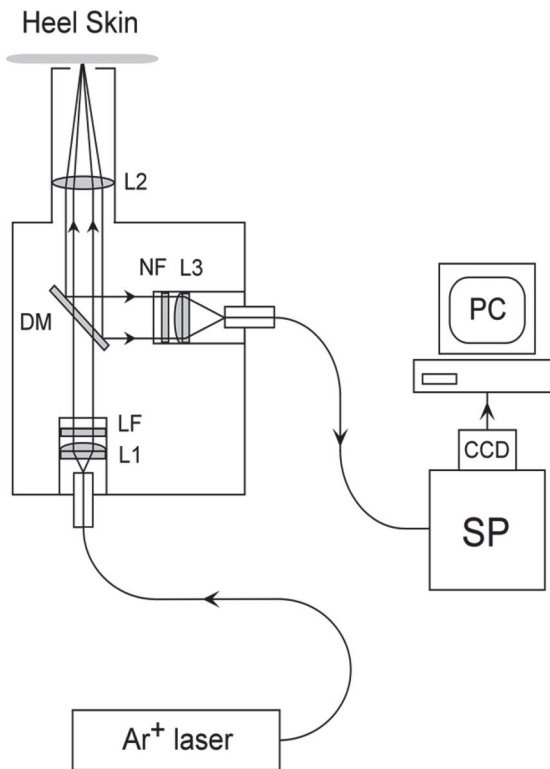 Heel Skin
L2
NF L3
DM
PC
LF
L1
CCD
SP
Ar⁺ laser